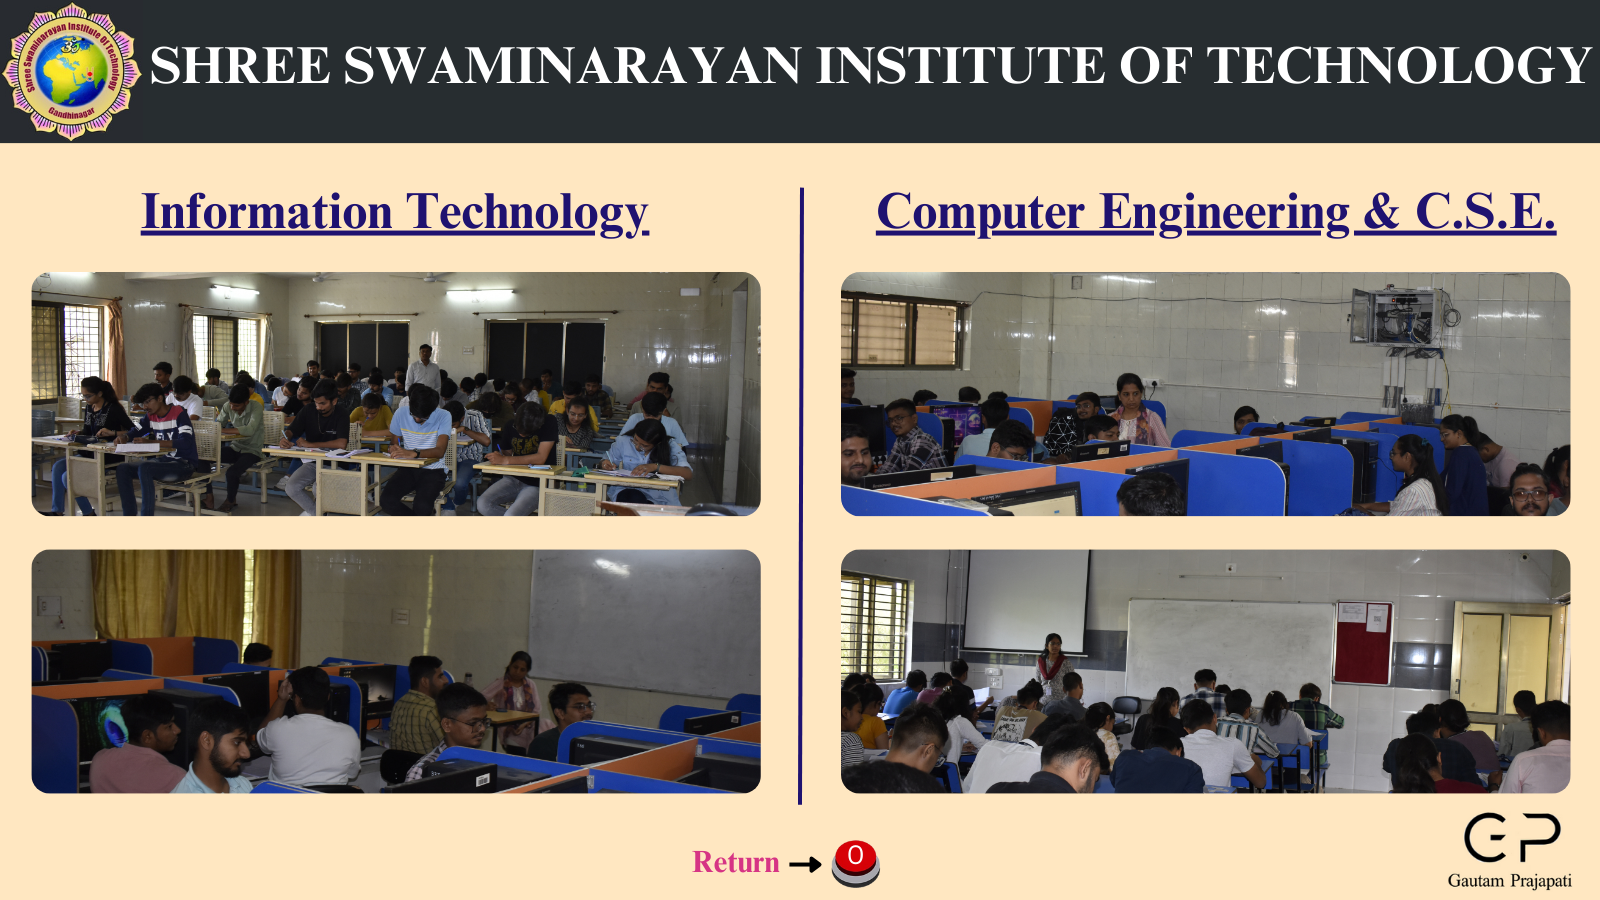 Shree Swaminarayan Institute Of Technology
Gandhinagar
SHREE SWAMINARAYAN INSTITUTE OF TECHNOLOGY
Information Technology
Computer Engineering & C.S.E.
Return
0
GP
Gautam Prajapati